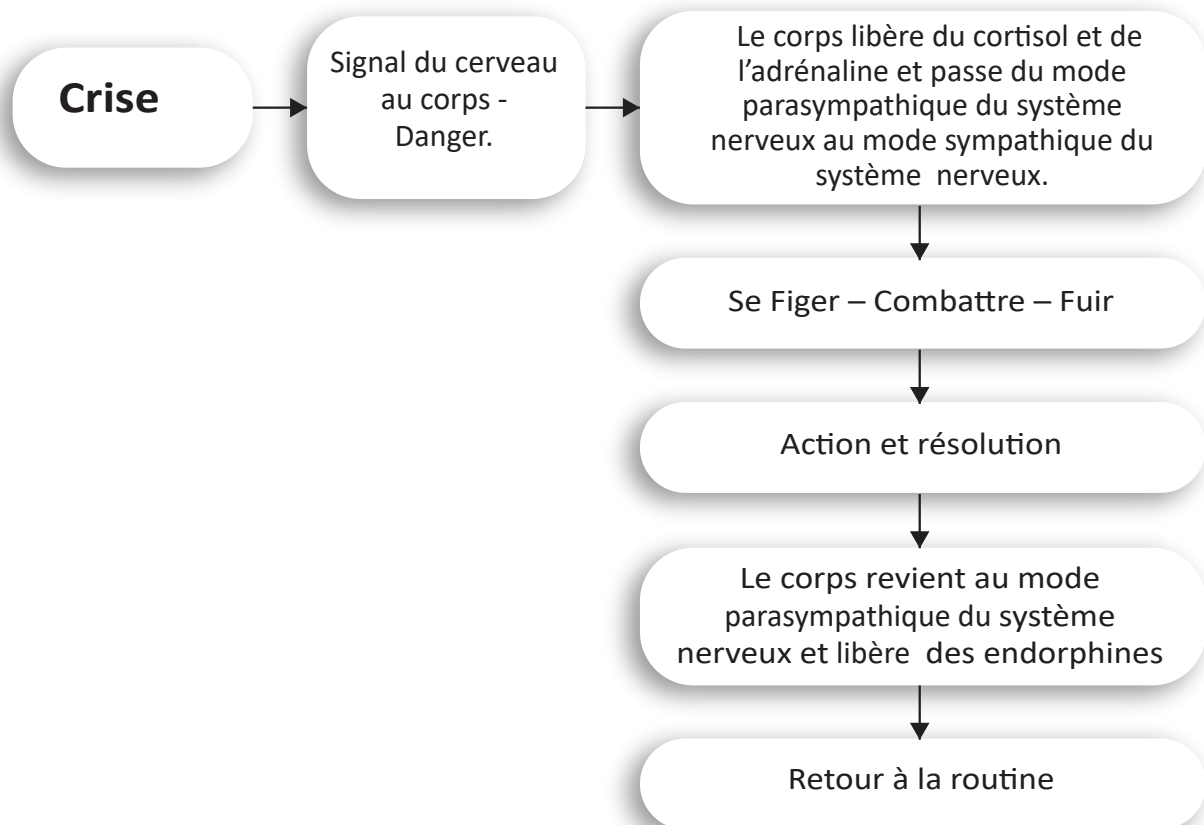 Crise
Signal du cerveau
au corps -
Danger.
Le corps libère du cortisol et de
l'adrénaline et passe du mode
parasympathique du système
nerveux au mode sympathique du
système nerveux.
Se Figer – Combattre – Fuir
Action et résolution
Le corps revient au mode
parasympathique du système
nerveux et libère des endorphines
Retour à la routine